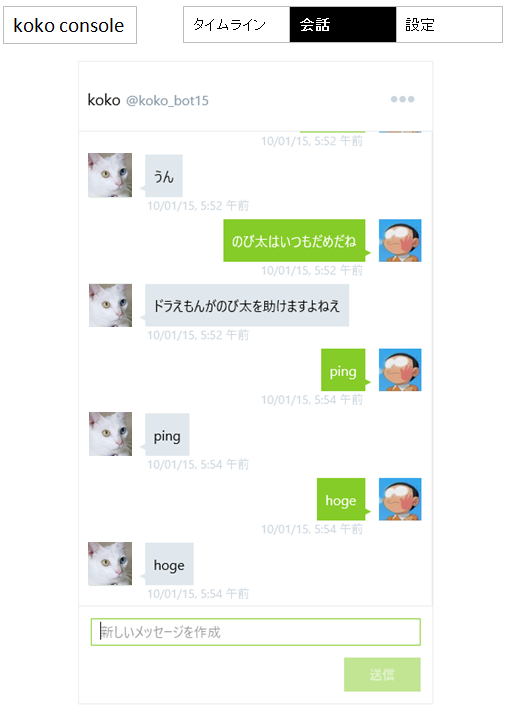 koko console
タイムライン
会話
設定
koko @koko_bot15
10/01/15, 5:52 午前
うん
10/01/15, 5:52 午前
のび太はいつもだめだね
10/01/15, 5:52 午前
ドラえもんがのび太を助けますよねえ
10/01/15, 5:52 午前
ping
10/01/15, 5:54 午前
ping
10/01/15, 5:54 午前
hoge
10/01/15, 5:54 午前
hoge
10/01/15, 5:54 午前
新しいメッセージを作成
送信